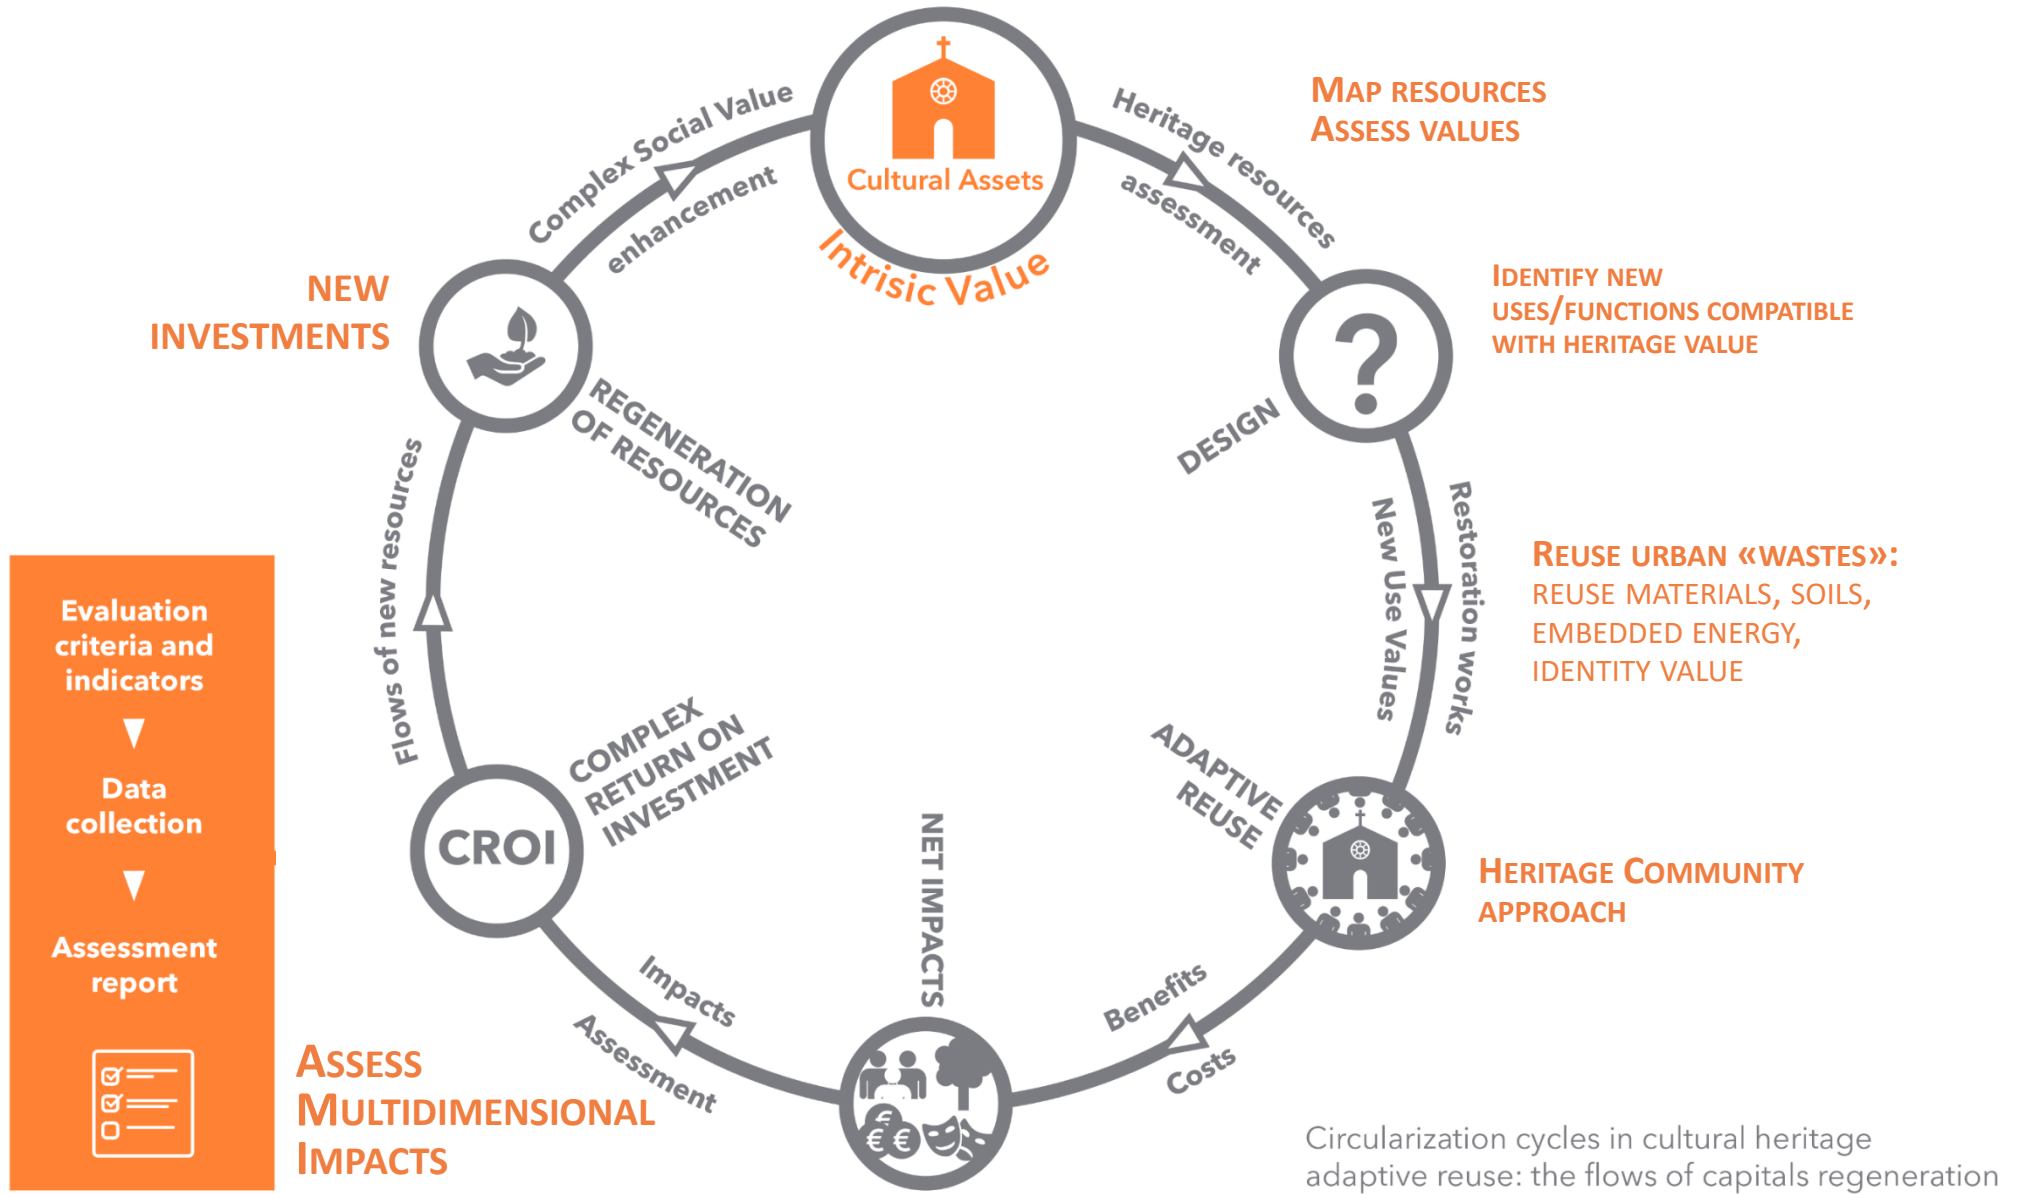 Cultural Assets
Intrisic Value
Heritage resources
assessment
MAP RESOURCES
ASSESS VALUES
IDENTIFY NEW
USES/FUNCTIONS COMPATIBLE
WITH HERITAGE VALUE
?
DESIGN
Restoration works
New Use Values
REUSE URBAN «WASTES»:
REUSE MATERIALS, SOILS,
EMBEDDED ENERGY,
IDENTITY VALUE
ADAPTIVE
REUSE
HERITAGE COMMUNITY
APPROACH
Benefits
Costs
NET IMPACTS
€
€ €
Impacts
Assessment
ASSESS
MULTIDIMENSIONAL
IMPACTS
CROI
COMPLEX
RETURN ON
INVESTMENT
Evaluation
criteria and
indicators
Data
collection
Assessment
report
Flows of new resources
NEW
INVESTMENTS
REGENERATION
OF RESOURCES
Complex Social Value
enhancement
Circularization cycles in cultural heritage
adaptive reuse: the flows of capitals regeneration